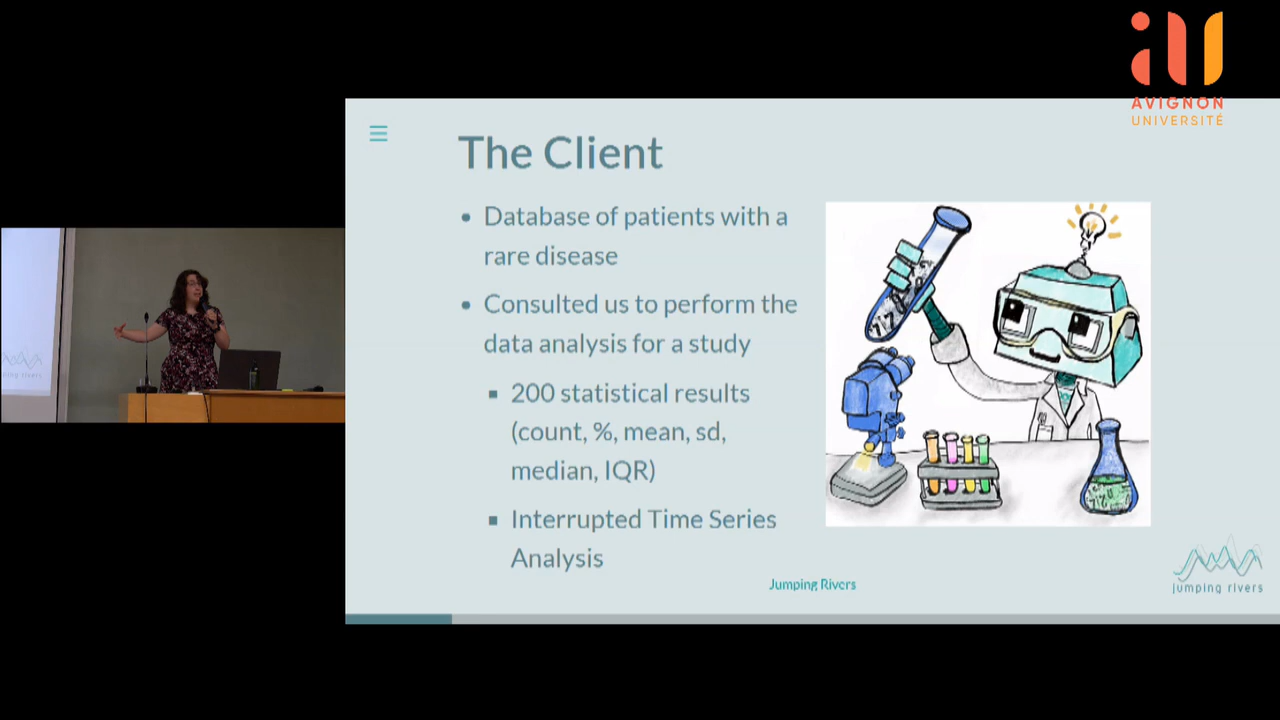 AVIGNON
UNIVERSITÉ
The Client
• Database of patients with a
rare disease
• Consulted us to perform the
data analysis for a study
▪ 200 statistical results
(count, %, mean, sd,
median, IQR)
▪ Interrupted Time Series
Analysis
Jumping Rivers
jumping rivers